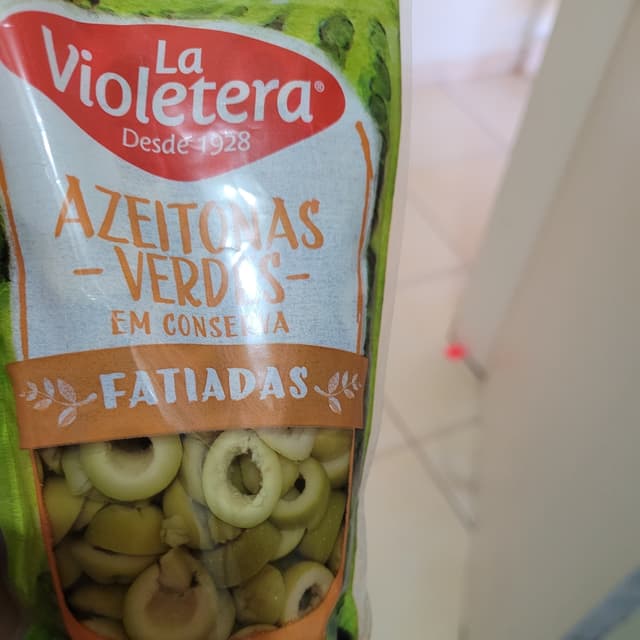 La
Violetera®
Desde 1928
AZEITONAS
- VERDES -
EM CONSERVA
FATIADAS